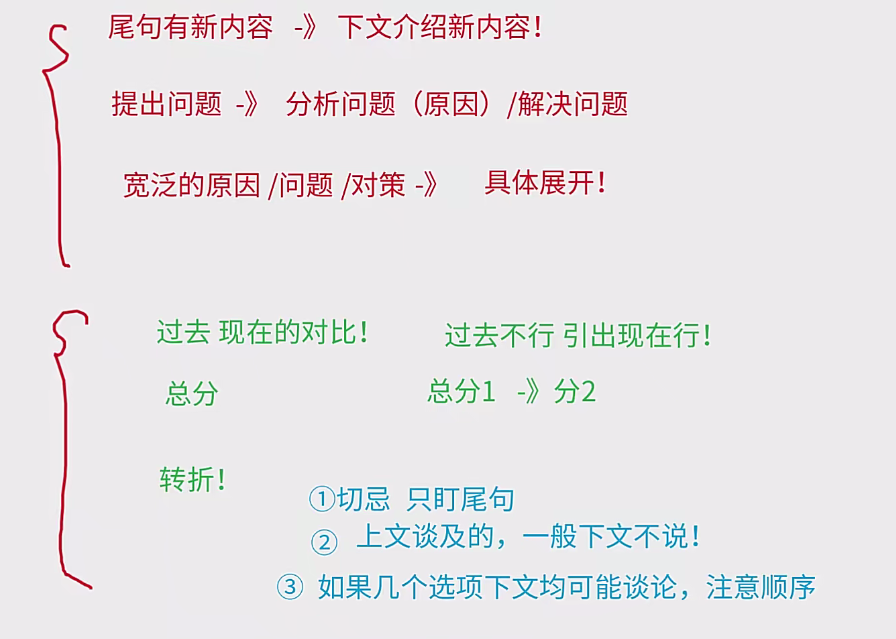 尾句有新内容 -》 下文介绍新内容！
提出问题 -》 分析问题（原因）/解决问题
宽泛的原因 /问题 /对策 -》 具体展开！
过去 现在的对比！ 过去不行 引出现在行！
总分 总分1 -》分2
转折！
①切忌 只盯尾句
② 上文谈及的，一般下文不说！
③ 如果几个选项下文均可能谈论，注意顺序